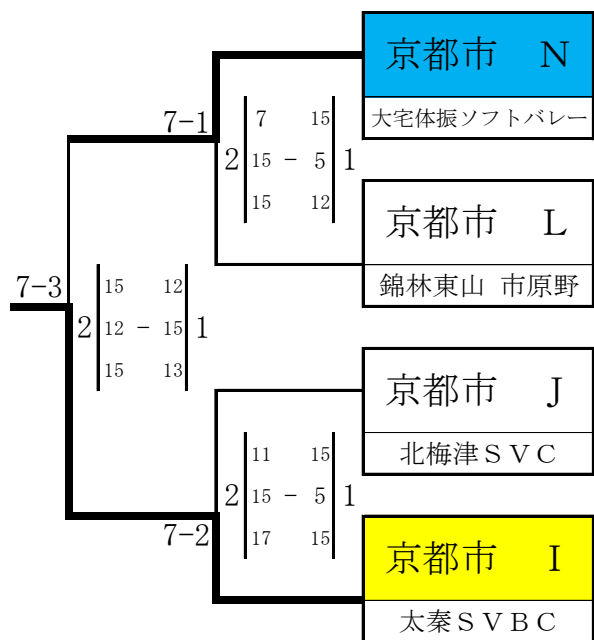 京都市 N
大宅体振ソフトバレー
7-1
7 15
2 15 - 5 1
15 12
京都市 L
錦林東山 市原野
7-3
15 12
2 12 - 15 1
15 13
京都市 J
北梅津ＳＶＣ
11 15
2 15 - 5 1
17 15
7-2
京都市 I
太秦ＳＶＢＣ